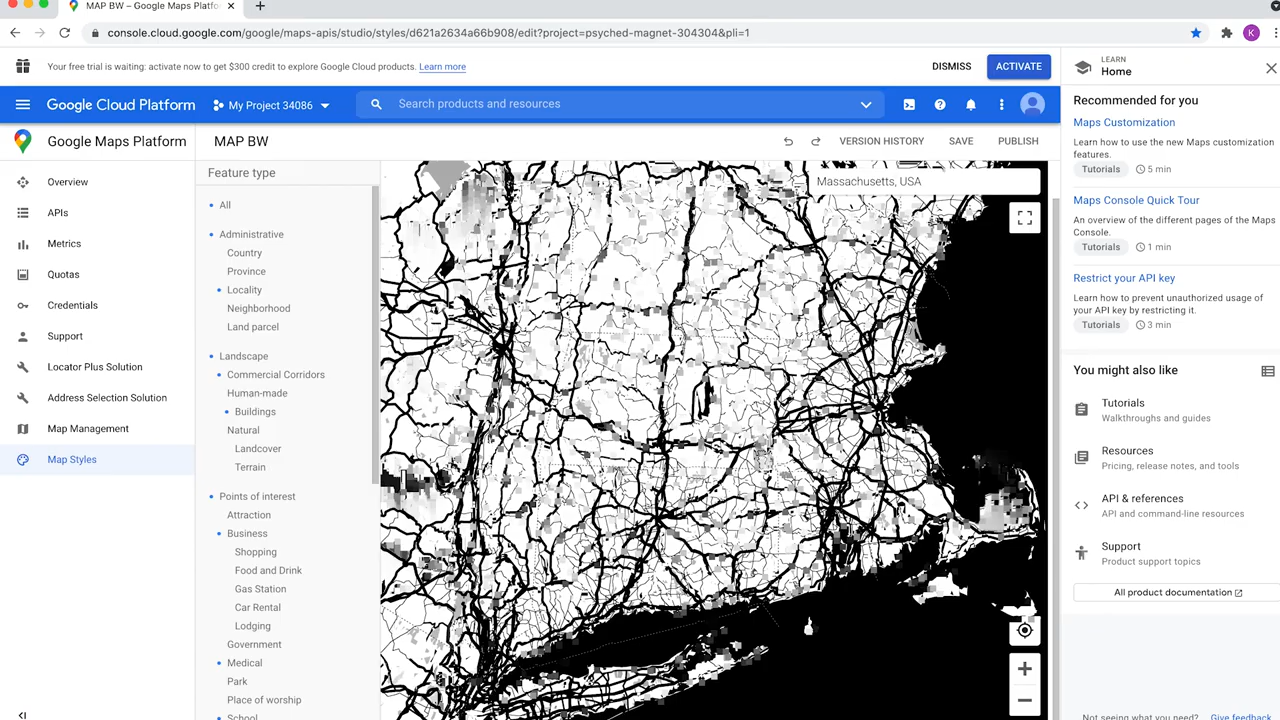 MAP BW – Google Maps Platfo
console.cloud.google.com/google/maps-apis/studio/styles/d621a2634a66b908/edit?project=psyched-magnet-304304&pli=1
K
Your free trial is waiting: activate now to get $300 credit to explore Google Cloud products. Learn more
DISMISS
ACTIVATE
Google Cloud Platform
My Project 34086
Search products and resources
Google Maps Platform
MAP BW
VERSION HISTORY
SAVE
PUBLISH
Overview
APIs
Metrics
Quotas
Credentials
Support
Locator Plus Solution
Address Selection Solution
Map Management
Map Styles
Feature type
All
Administrative
Country
Province
Locality
Neighborhood
Land parcel
Landscape
Commercial Corridors
Human-made
Buildings
Natural
Landcover
Terrain
Points of interest
Attraction
Business
Shopping
Food and Drink
Gas Station
Car Rental
Lodging
Government
Medical
Park
Place of worship
School
Massachusetts, USA
LEARN
Home
Recommended for you
Maps Customization
Learn how to use the new Maps customization
features.
Tutorials
5 min
Maps Console Quick Tour
An overview of the different pages of the Maps
Console.
Tutorials
1 min
Restrict your API key
Learn how to prevent unauthorized usage of
your API key by restricting it.
Tutorials
3 min
You might also like
Tutorials
Walkthroughs and guides
Resources
Pricing, release notes, and tools
API & references
API and command-line resources
Support
Product support topics
All product documentation
Not seeing what you need?
Give feedback